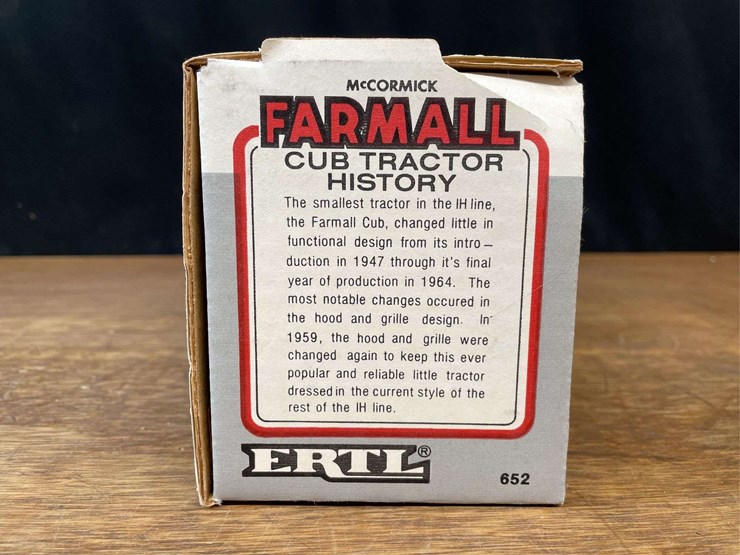 McCORMICK
FARMALL
CUB TRACTOR
HISTORY
The smallest tractor in the IH line,
the Farmall Cub, changed little in
functional design from its intro –
duction in 1947 through it's final
year of production in 1964. The
most notable changes occured in
the hood and grille design. In
1959, the hood and grille were
changed again to keep this ever
popular and reliable little tractor
dressed in the current style of the
rest of the IH line.
ERTL®
652